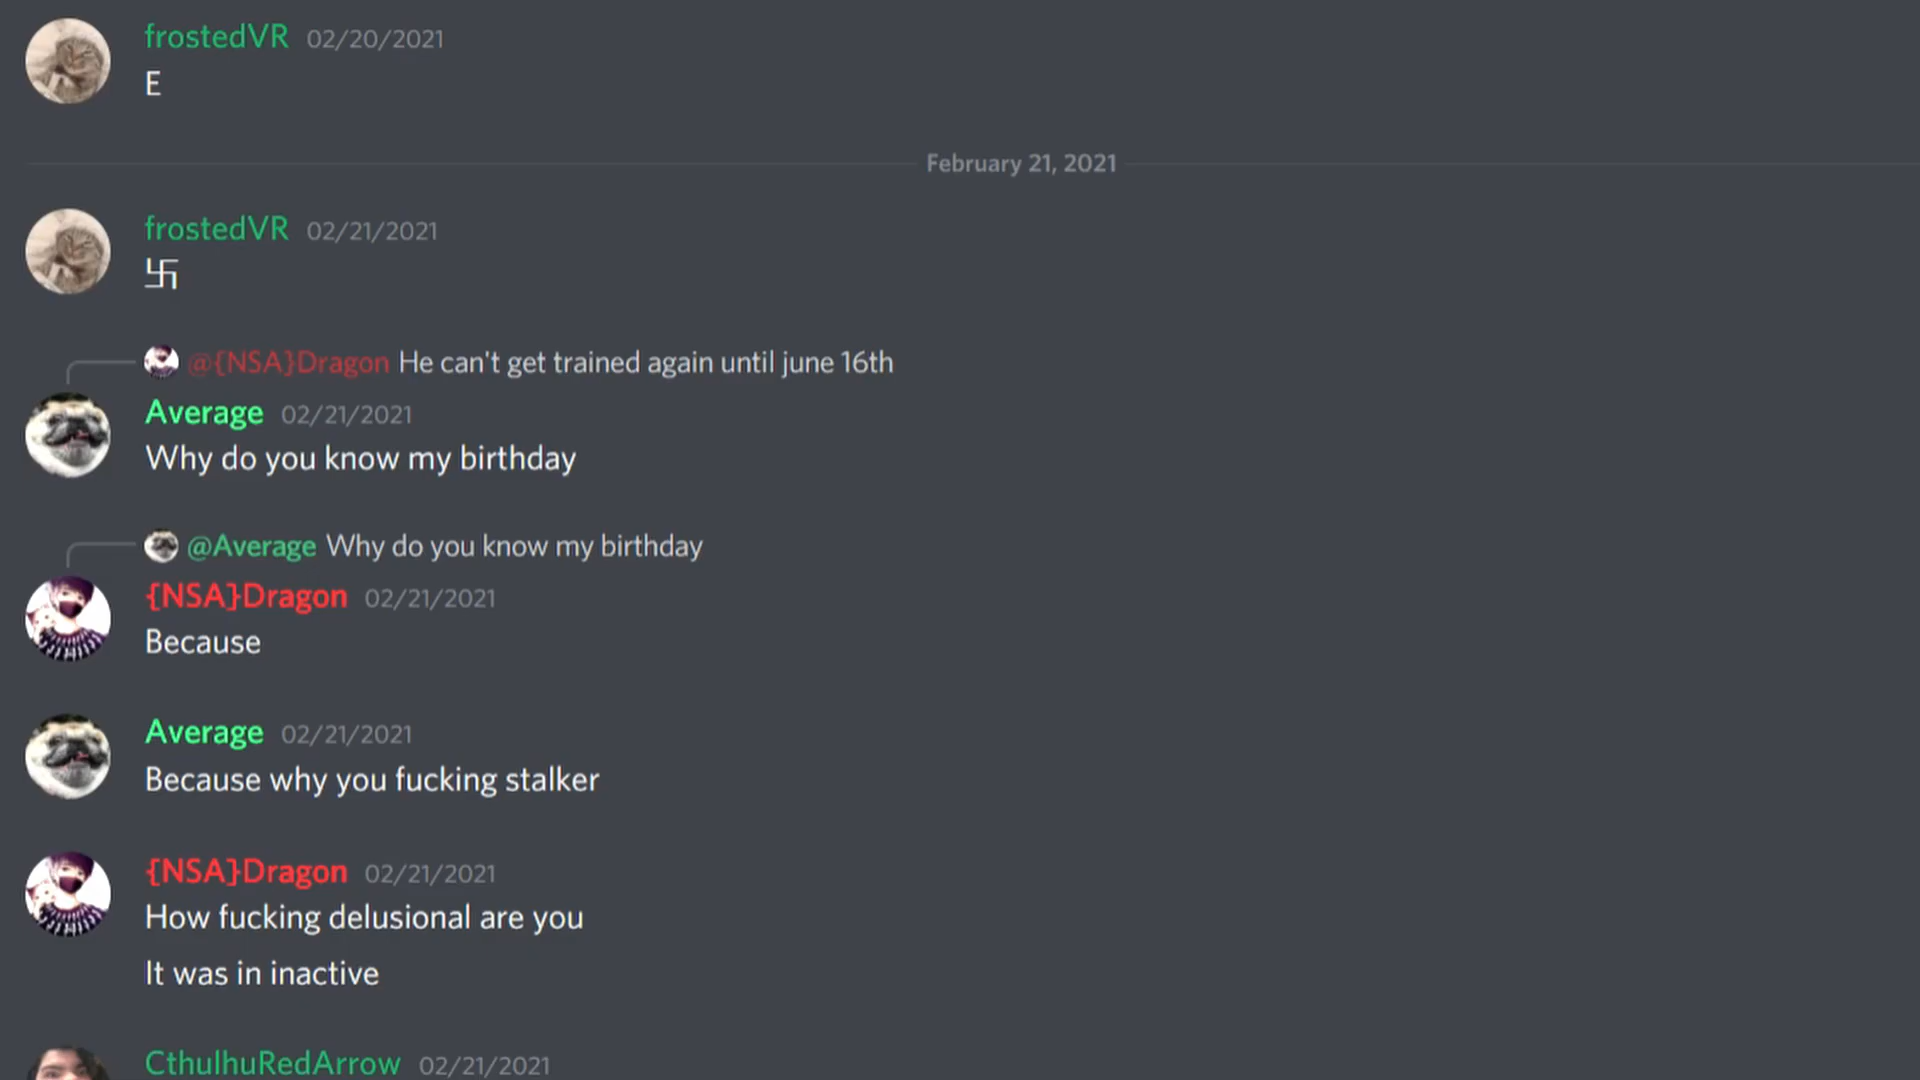 frostedVR 02/20/2021
E
February 21, 2021
frostedVR 02/21/2021
卐
@{NSA}Dragon He can't get trained again until june 16th
Average 02/21/2021
Why do you know my birthday
@Average Why do you know my birthday
{NSA}Dragon 02/21/2021
Because
Average 02/21/2021
Because why you fucking stalker
{NSA}Dragon 02/21/2021
How fucking delusional are you
It was in inactive
CthulhuRedArrow 02/21/2021